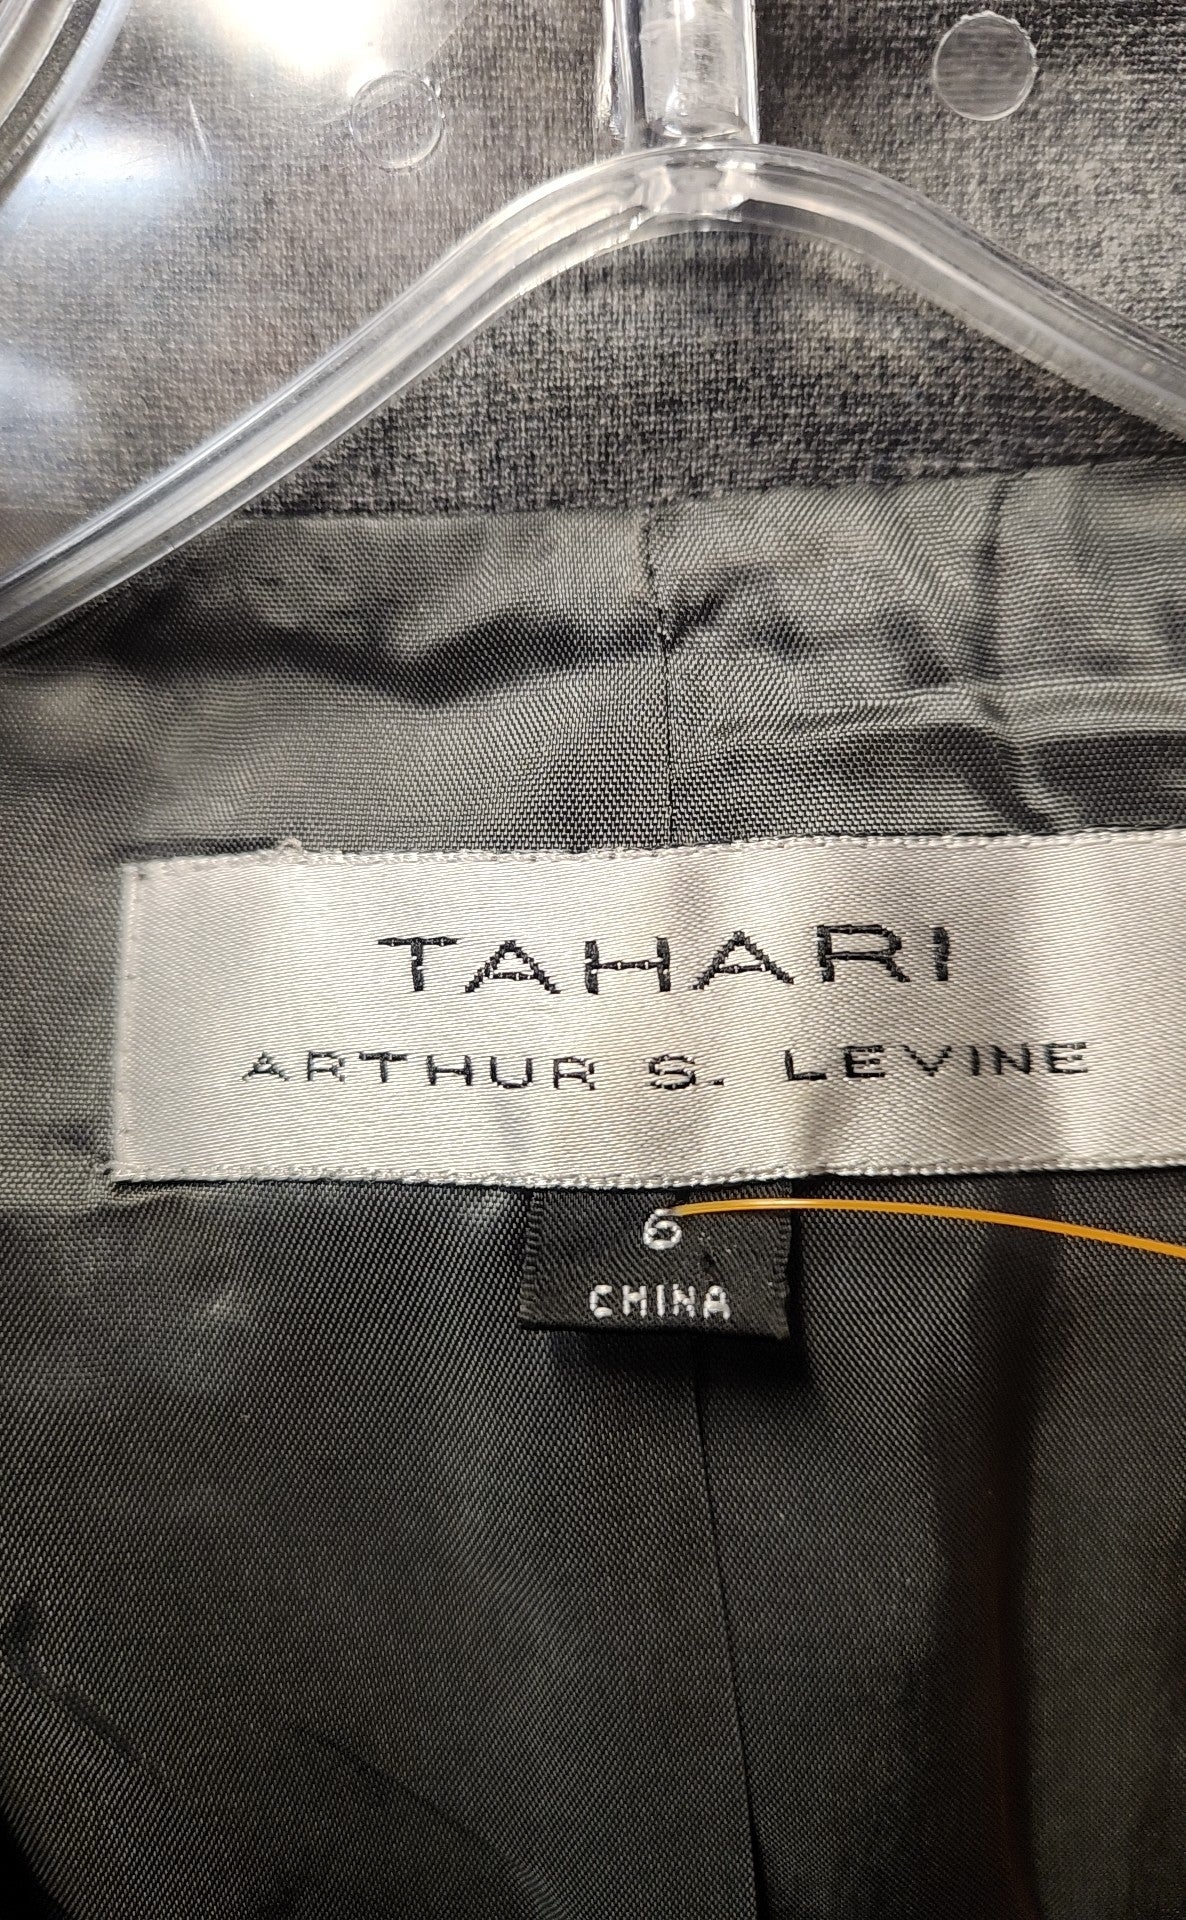 TAHARI
ARTHUR S. LEVINE
6
CHINA